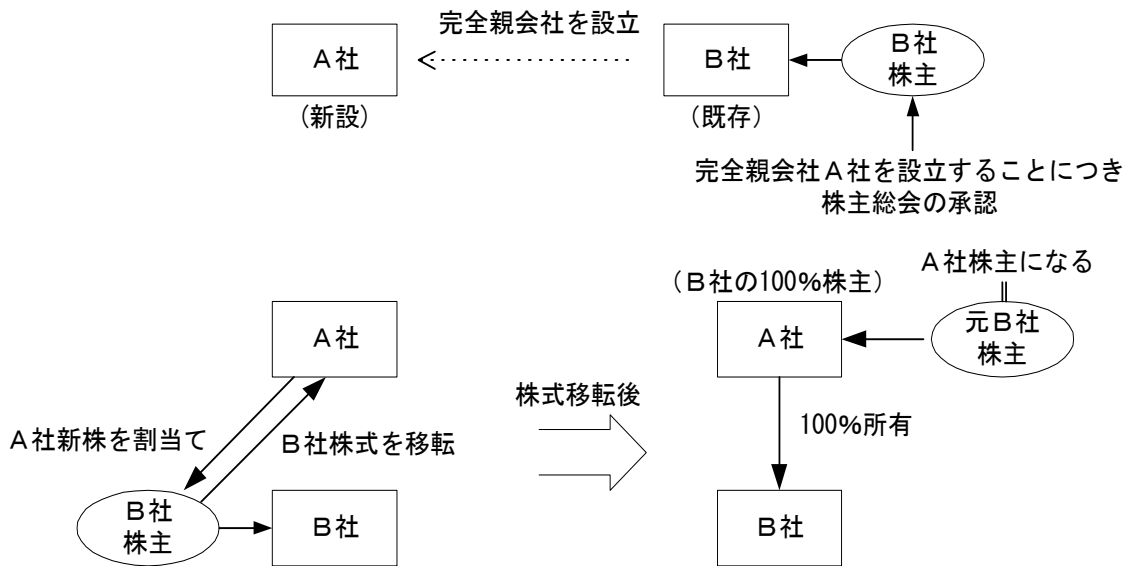 完全親会社を設立
A社
B社
B社
株主
(新設)
(既存)
完全親会社A社を設立することにつき
株主総会の承認
A社株主になる
(B社の100%株主)
A社
A社
元B社
株主
株式移転後
A社新株を割当て
B社株式を移転
100%所有
B社
株主
B社
B社